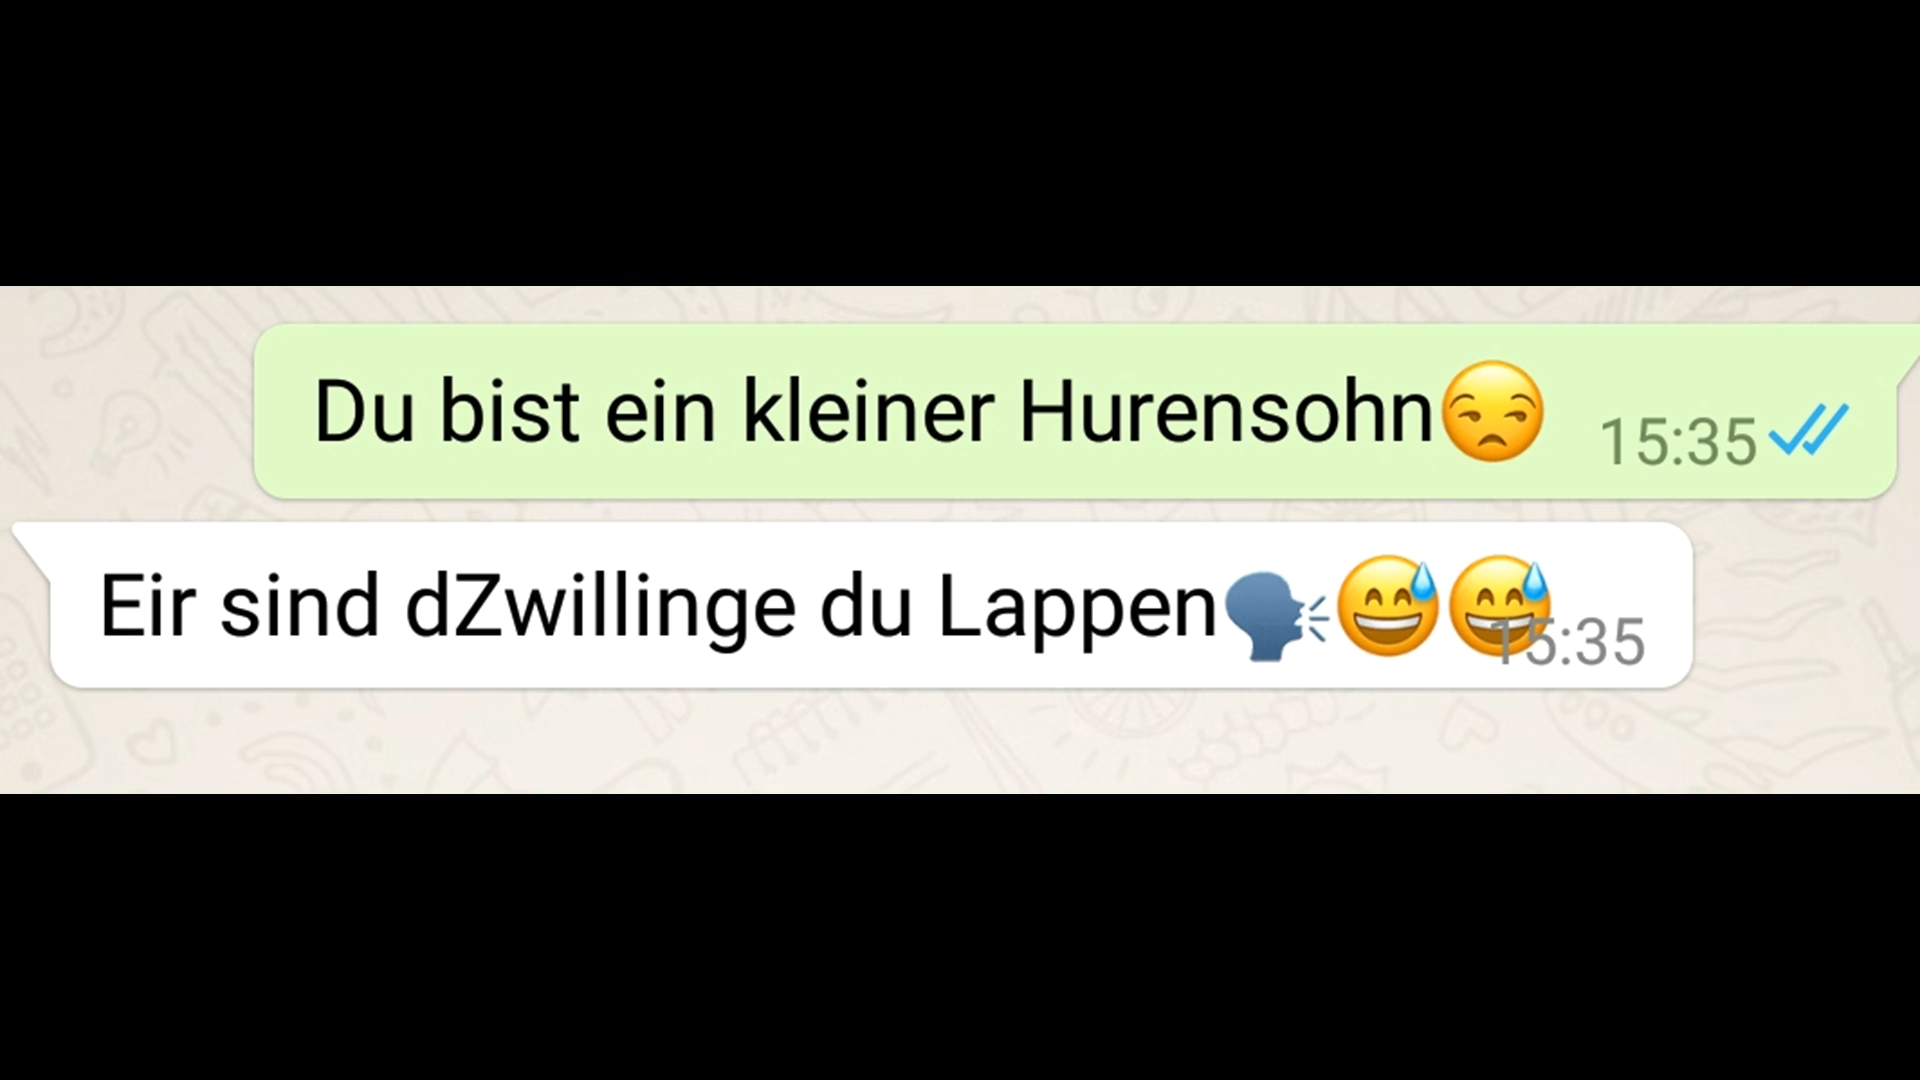 Du bist ein kleiner Hurensohn😒 15:35
Eir sind dZwillinge du Lappen🗣😅😅 15:35